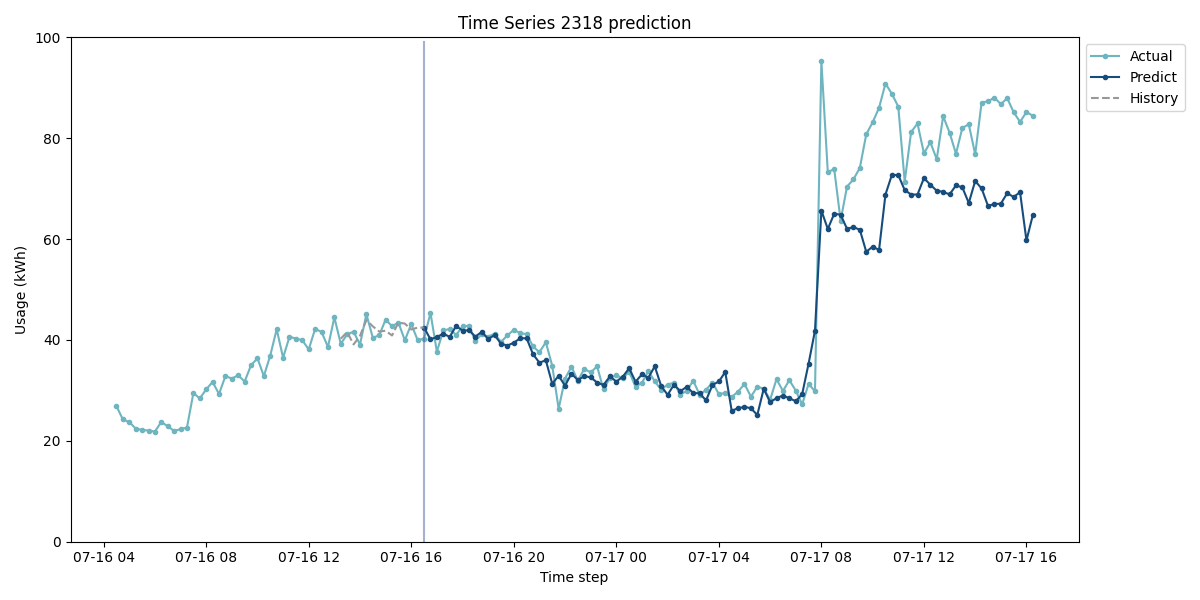 Time Series 2318 prediction
100
80
60
40
20
0
Usage (kWh)
07-16 04
07-16 08
07-16 12
07-16 16
07-16 20
07-17 00
07-17 04
07-17 08
07-17 12
07-17 16
Time step
Actual
Predict
History